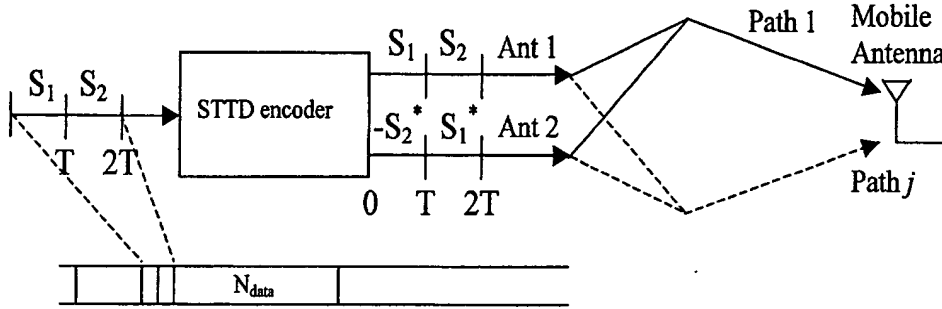 S₁ S₂
T 2T
STTD encoder
S₁ S₂ Ant 1
-S₂* S₁* Ant 2
0 T 2T
Path 1
Mobile
Antenna
Path j
N_data